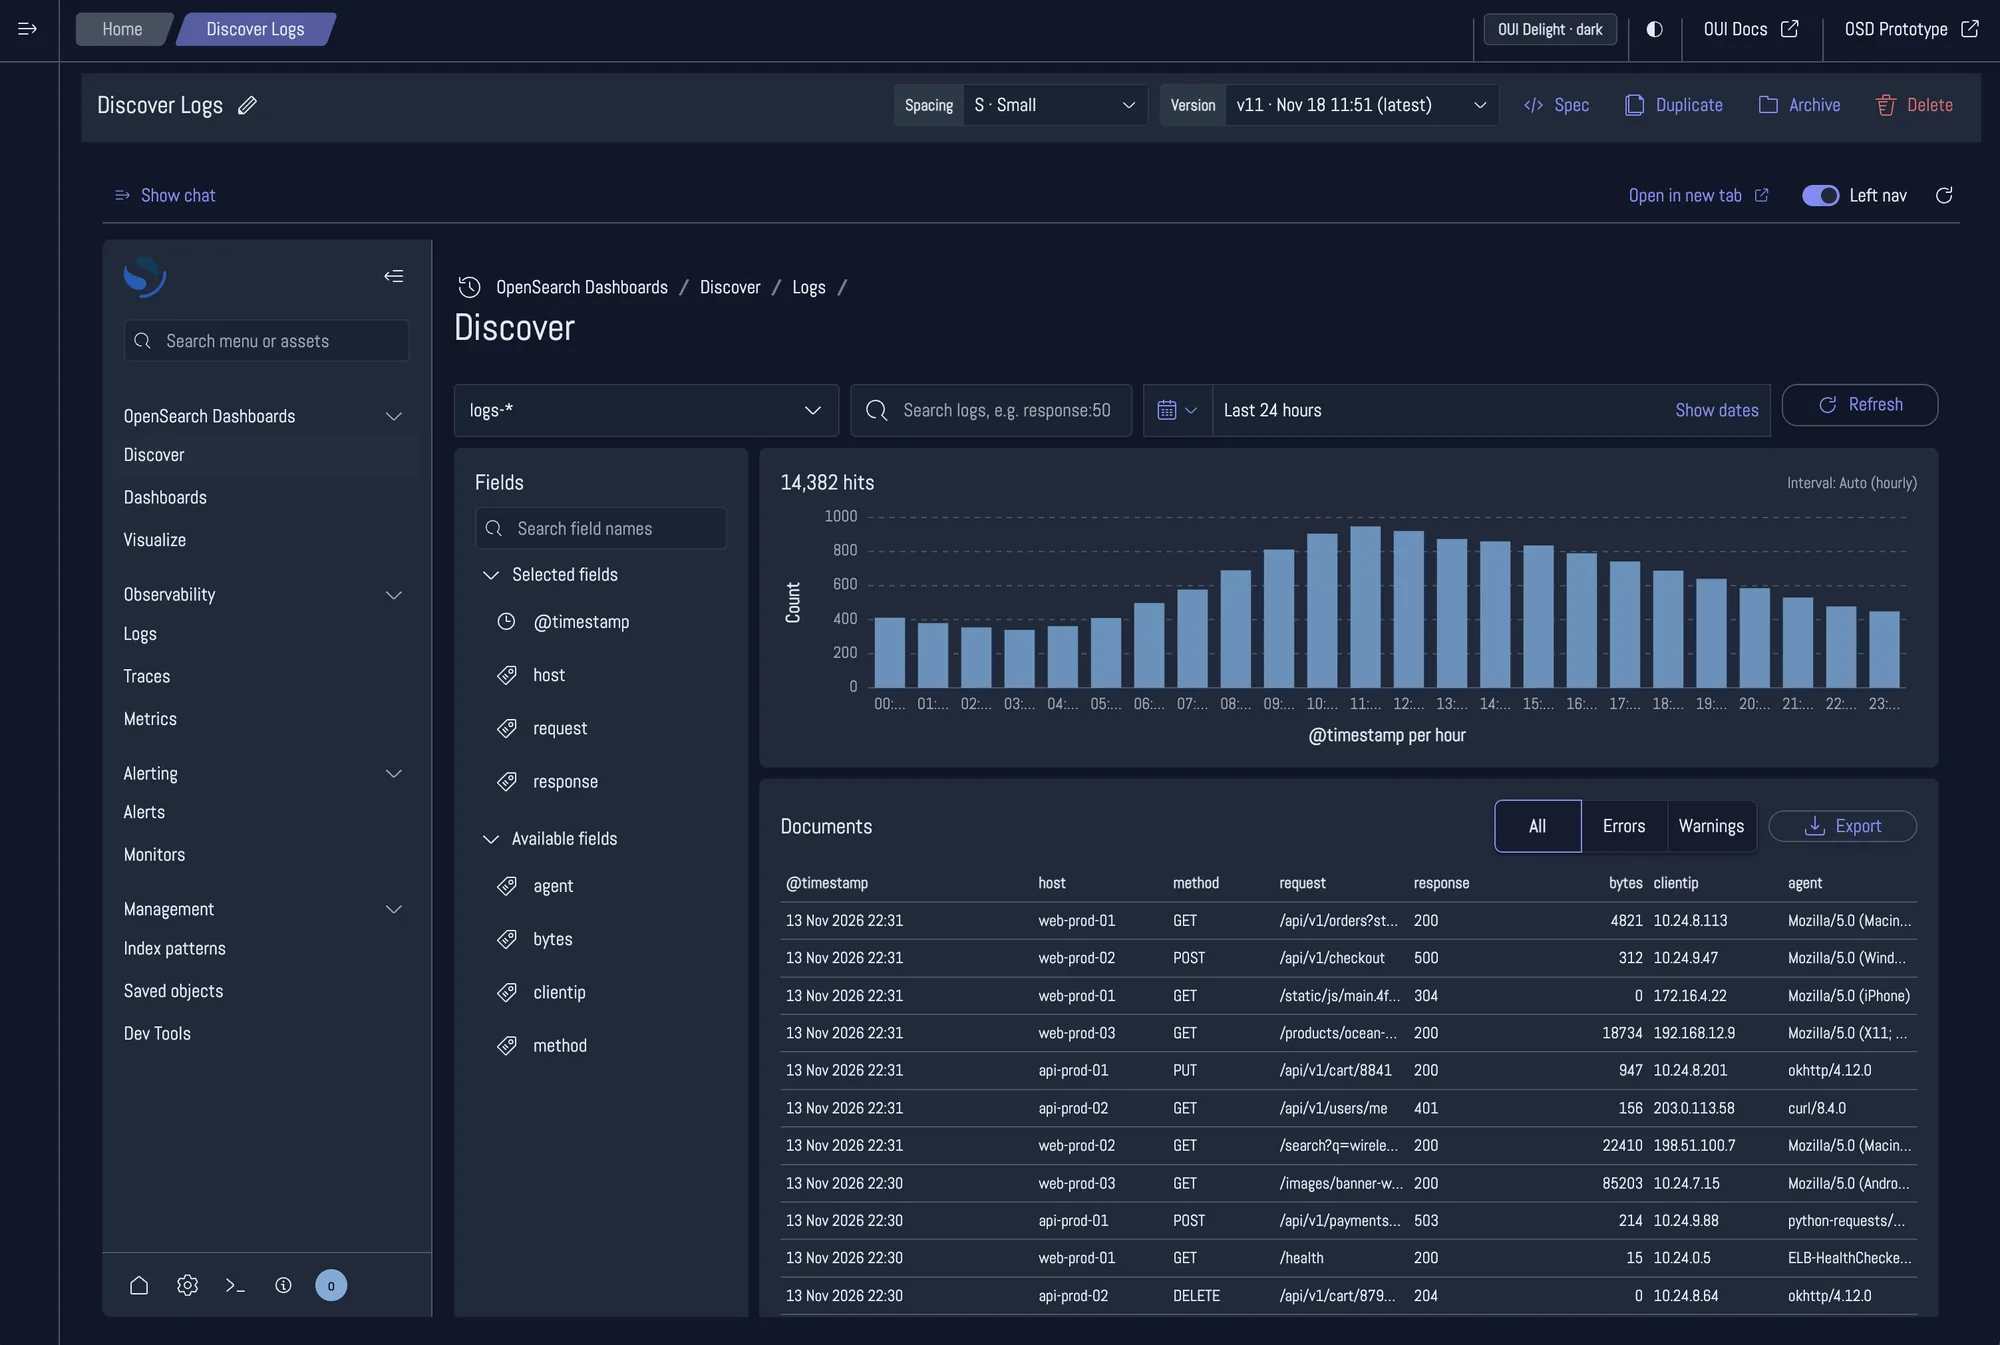 Home
Discover Logs
OUI Delight · dark
OUI Docs
OSD Prototype
Discover Logs
Spacing
S · Small
Version
v11 · Nov 18 11:51 (latest)
Spec
Duplicate
Archive
Delete
Show chat
Open in new tab
Left nav
Search menu or assets
OpenSearch Dashboards
Discover
Dashboards
Visualize
Observability
Logs
Traces
Metrics
Alerting
Alerts
Monitors
Management
Index patterns
Saved objects
Dev Tools
0
OpenSearch Dashboards / Discover / Logs /
Discover
logs-*
Search logs, e.g. response:50
Last 24 hours
Show dates
Refresh
Fields
Search field names
Selected fields
@timestamp
host
request
response
Available fields
agent
bytes
clientip
method
14,382 hits
Interval: Auto (hourly)
1000
800
600
400
200
0
Count
00:... 01:... 02:... 03:... 04:... 05:... 06:... 07:... 08:... 09:... 10:... 11:... 12:... 13:... 14:... 15:... 16:... 17:... 18:... 19:... 20:... 21:... 22:... 23:...
@timestamp per hour
Documents
All
Errors
Warnings
Export
@timestamp host method request response bytes clientip agent
13 Nov 2026 22:31 web-prod-01 GET /api/v1/orders?st... 200 4821 10.24.8.113 Mozilla/5.0 (Macin...
13 Nov 2026 22:31 web-prod-02 POST /api/v1/checkout 500 312 10.24.9.47 Mozilla/5.0 (Wind...
13 Nov 2026 22:31 web-prod-01 GET /static/js/main.4f... 304 0 172.16.4.22 Mozilla/5.0 (iPhone)
13 Nov 2026 22:31 web-prod-03 GET /products/ocean-... 200 18734 192.168.12.9 Mozilla/5.0 (X11; ...
13 Nov 2026 22:31 api-prod-01 PUT /api/v1/cart/8841 200 947 10.24.8.201 okhttp/4.12.0
13 Nov 2026 22:31 api-prod-02 GET /api/v1/users/me 401 156 203.0.113.58 curl/8.4.0
13 Nov 2026 22:31 web-prod-02 GET /search?q=wirele... 200 22410 198.51.100.7 Mozilla/5.0 (Macin...
13 Nov 2026 22:30 web-prod-03 GET /images/banner-w... 200 85203 10.24.7.15 Mozilla/5.0 (Andro...
13 Nov 2026 22:30 api-prod-01 POST /api/v1/payments... 503 214 10.24.9.88 python-requests/...
13 Nov 2026 22:30 web-prod-01 GET /health 200 15 10.24.0.5 ELB-HealthChecke...
13 Nov 2026 22:30 api-prod-02 DELETE /api/v1/cart/879... 204 0 10.24.8.64 okhttp/4.12.0